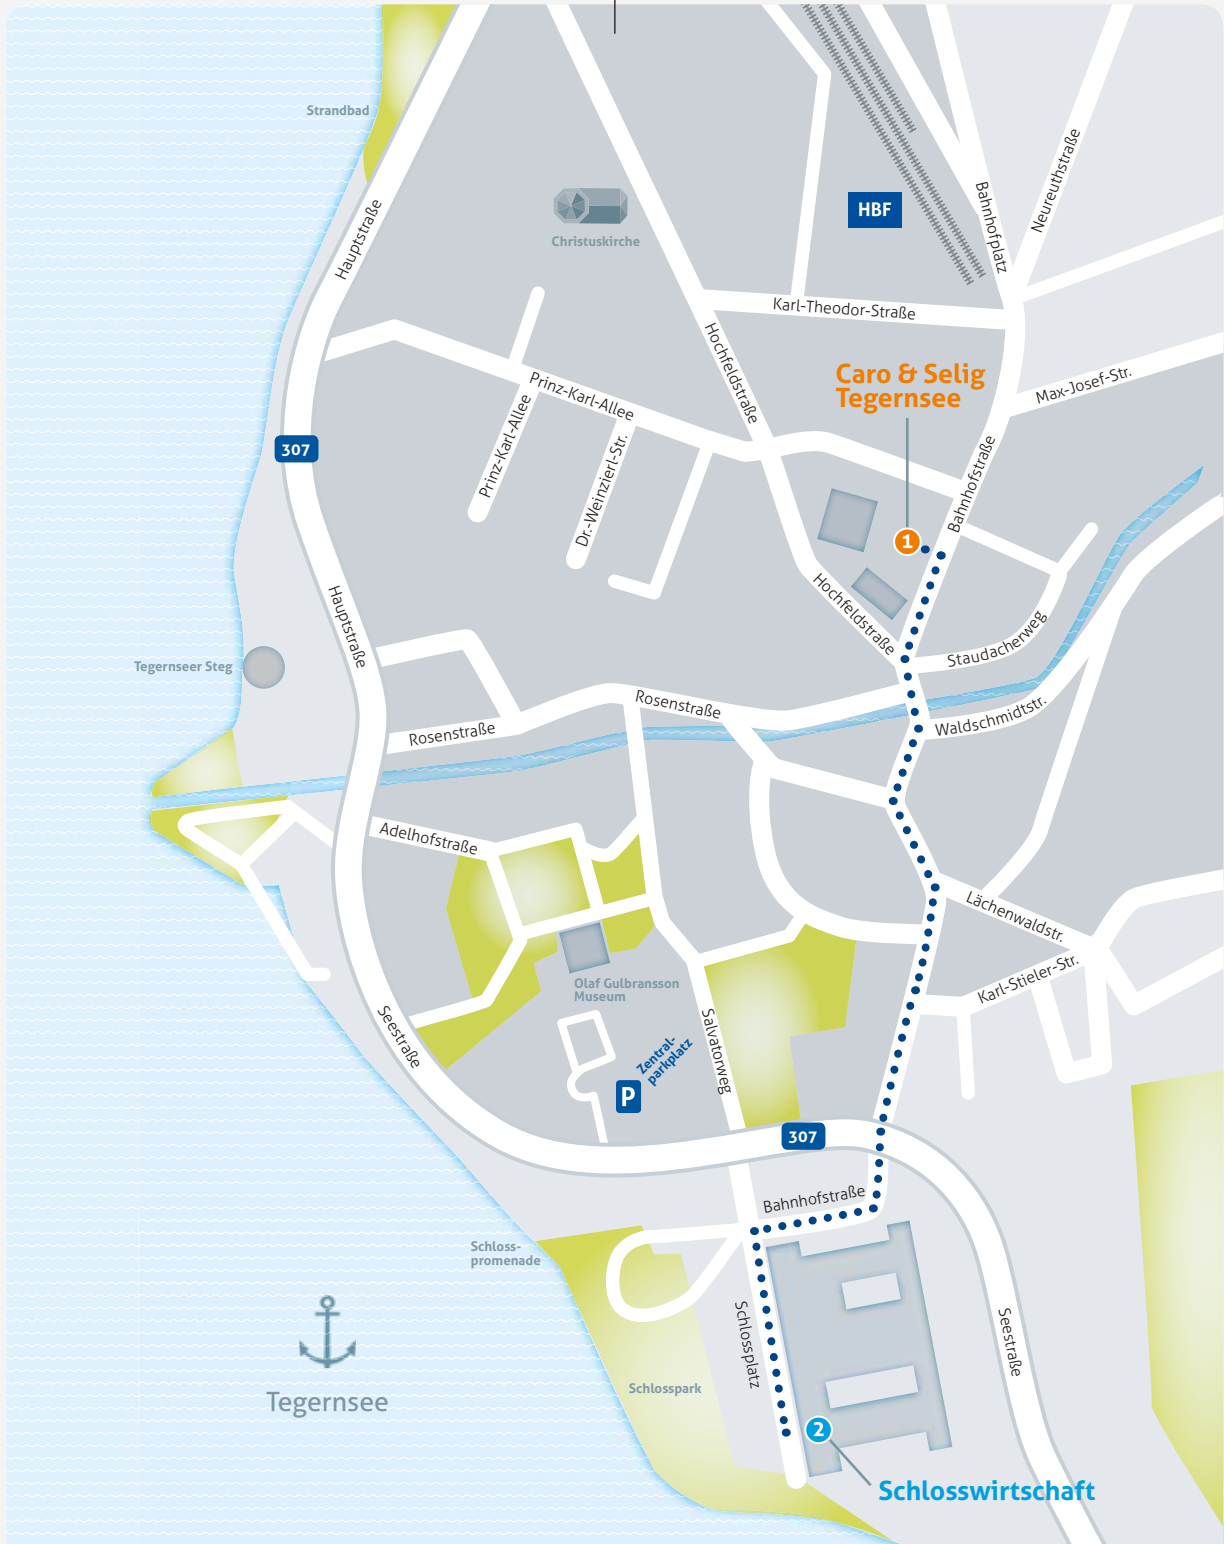 Strandbad
Hauptstraße
Christuskirche
HBF
Bahnhofplatz
Neureuthstraße
Karl-Theodor-Straße
Hochfeldstraße
Caro & Selig
Tegernsee
Max-Josef-Str.
Prinz-Karl-Allee
Prinz-Karl-Allee
Dr.-Weinzierl-Str.
307
Bahnhofstraße
1
Hauptstraße
Hochfeldstraße
Staudacherweg
Tegernseer Steg
Rosenstraße
Rosenstraße
Waldschmidtstr.
Adelhofstraße
Lächenwaldstr.
Karl-Stieler-Str.
Olaf Gulbransson
Museum
Seestraße
Salvatorweg
Zentral-
parkplatz
P
307
Bahnhofstraße
Schloss-
promenade
Schlossplatz
Seestraße
Tegernsee
Schlosspark
2
Schlosswirtschaft